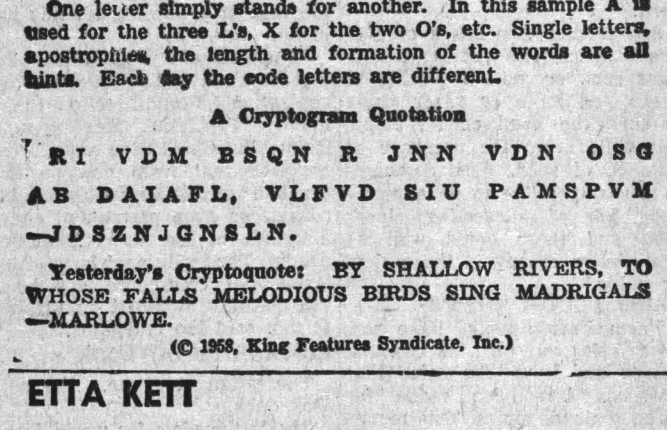 One letter simply stands for another. In this sample A is
used for the three L's, X for the two O's, etc. Single letters,
apostrophies, the length and formation of the words are all
hints. Each day the code letters are different.
A Cryptogram Quotation
RI VDM BSQN R JNN VDN OSG
AB DAIAFL, VLFVD SIU PAMSPVM
—JDSZNJGNSLN.
Yesterday's Cryptoquote: BY SHALLOW RIVERS, TO
WHOSE FALLS MELODIOUS BIRDS SING MADRIGALS
—MARLOWE.
(© 1958, King Features Syndicate, Inc.)
ETTA KETT